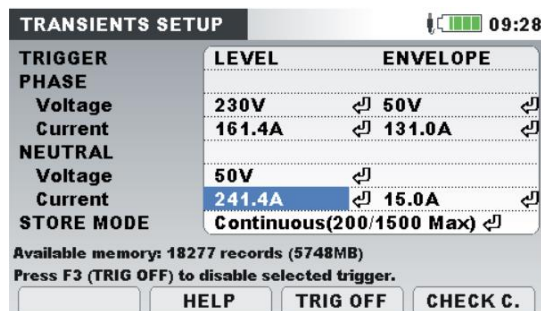 TRANSIENTS SETUP 09:28
TRIGGER LEVEL ENVELOPE
PHASE
Voltage 230V 50V
Current 161.4A 131.0A
NEUTRAL
Voltage 50V
Current 241.4A 15.0A
STORE MODE Continuous(200/1500 Max)
Available memory: 18277 records (5748MB)
Press F3 (TRIG OFF) to disable selected trigger.
HELP TRIG OFF CHECK C.